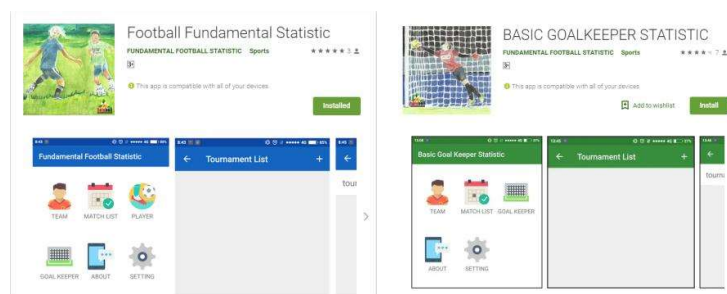 Football Fundamental Statistic
FUNDAMENTAL FOOTBALL STATISTIC Sports
This app is compatible with all of your devices.
Installed
Fundamental Football Statistic
TEAM MATCH LIST PLAYER
GOAL KEEPER ABOUT SETTING
Tournament List
tour
BASIC GOALKEEPER STATISTIC
FUNDAMENTAL FOOTBALL STATISTIC Sports
This app is compatible with all of your devices.
Add to wishlist Install
Basic Goal Keeper Statistic
TEAM MATCH LIST GOAL KEEPER
ABOUT SETTING
Tournament List
tourn